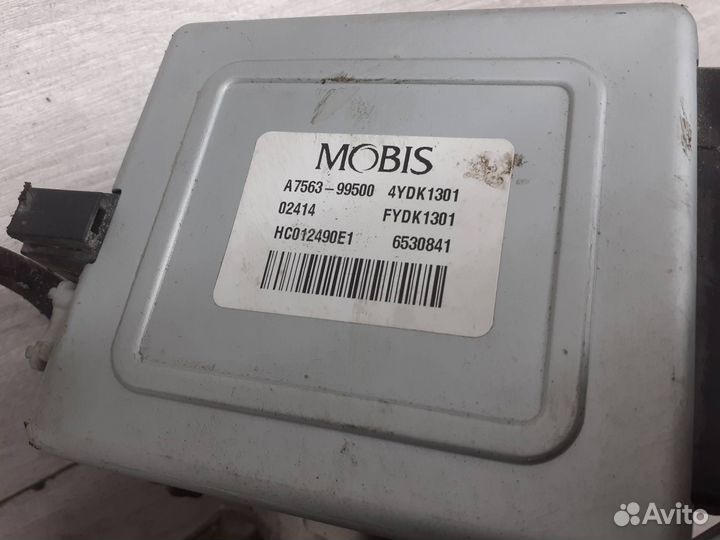 MOBIS
A7563-99500 4YDK1301
02414 FYDK1301
HC012490E1 6530841
Avito